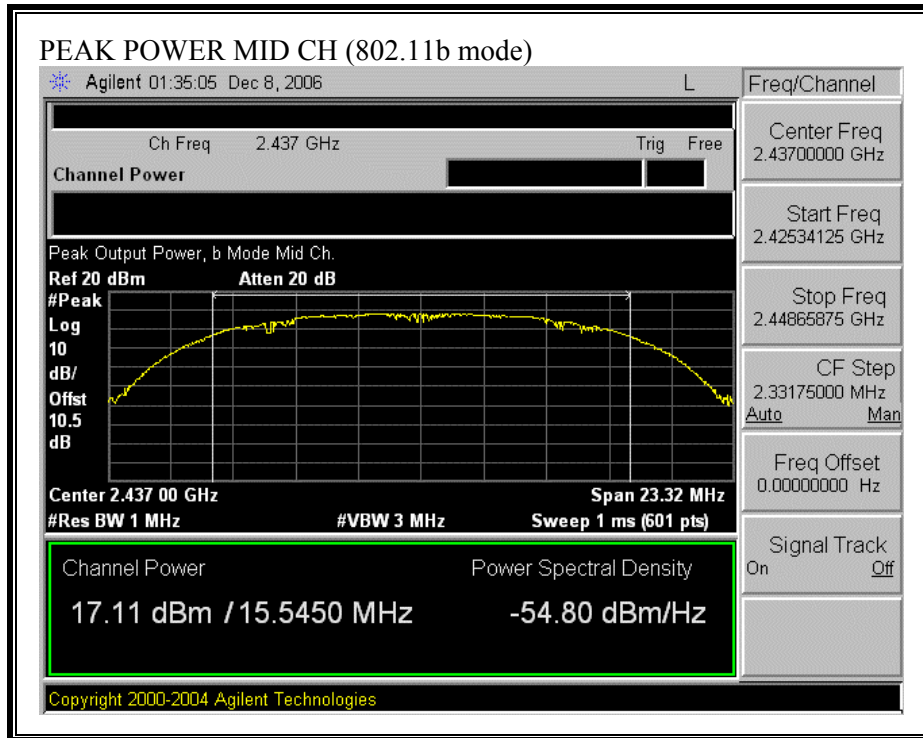 PEAK POWER MID CH (802.11b mode)
Agilent 01:35:05 Dec 8, 2006 L
Freq/Channel
Ch Freq 2.437 GHz Trig Free
Channel Power
Center Freq
2.43700000 GHz
Start Freq
2.42534125 GHz
Stop Freq
2.44865875 GHz
CF Step
2.33175000 MHz
Auto Man
Freq Offset
0.00000000 Hz
Signal Track
On Off
Peak Output Power, b Mode Mid Ch.
Ref 20 dBm Atten 20 dB
#Peak
Log
10
dB/
Offst
10.5
dB
Center 2.437 00 GHz Span 23.32 MHz
#Res BW 1 MHz #VBW 3 MHz Sweep 1 ms (601 pts)
Channel Power Power Spectral Density
17.11 dBm / 15.5450 MHz -54.80 dBm/Hz
Copyright 2000-2004 Agilent Technologies